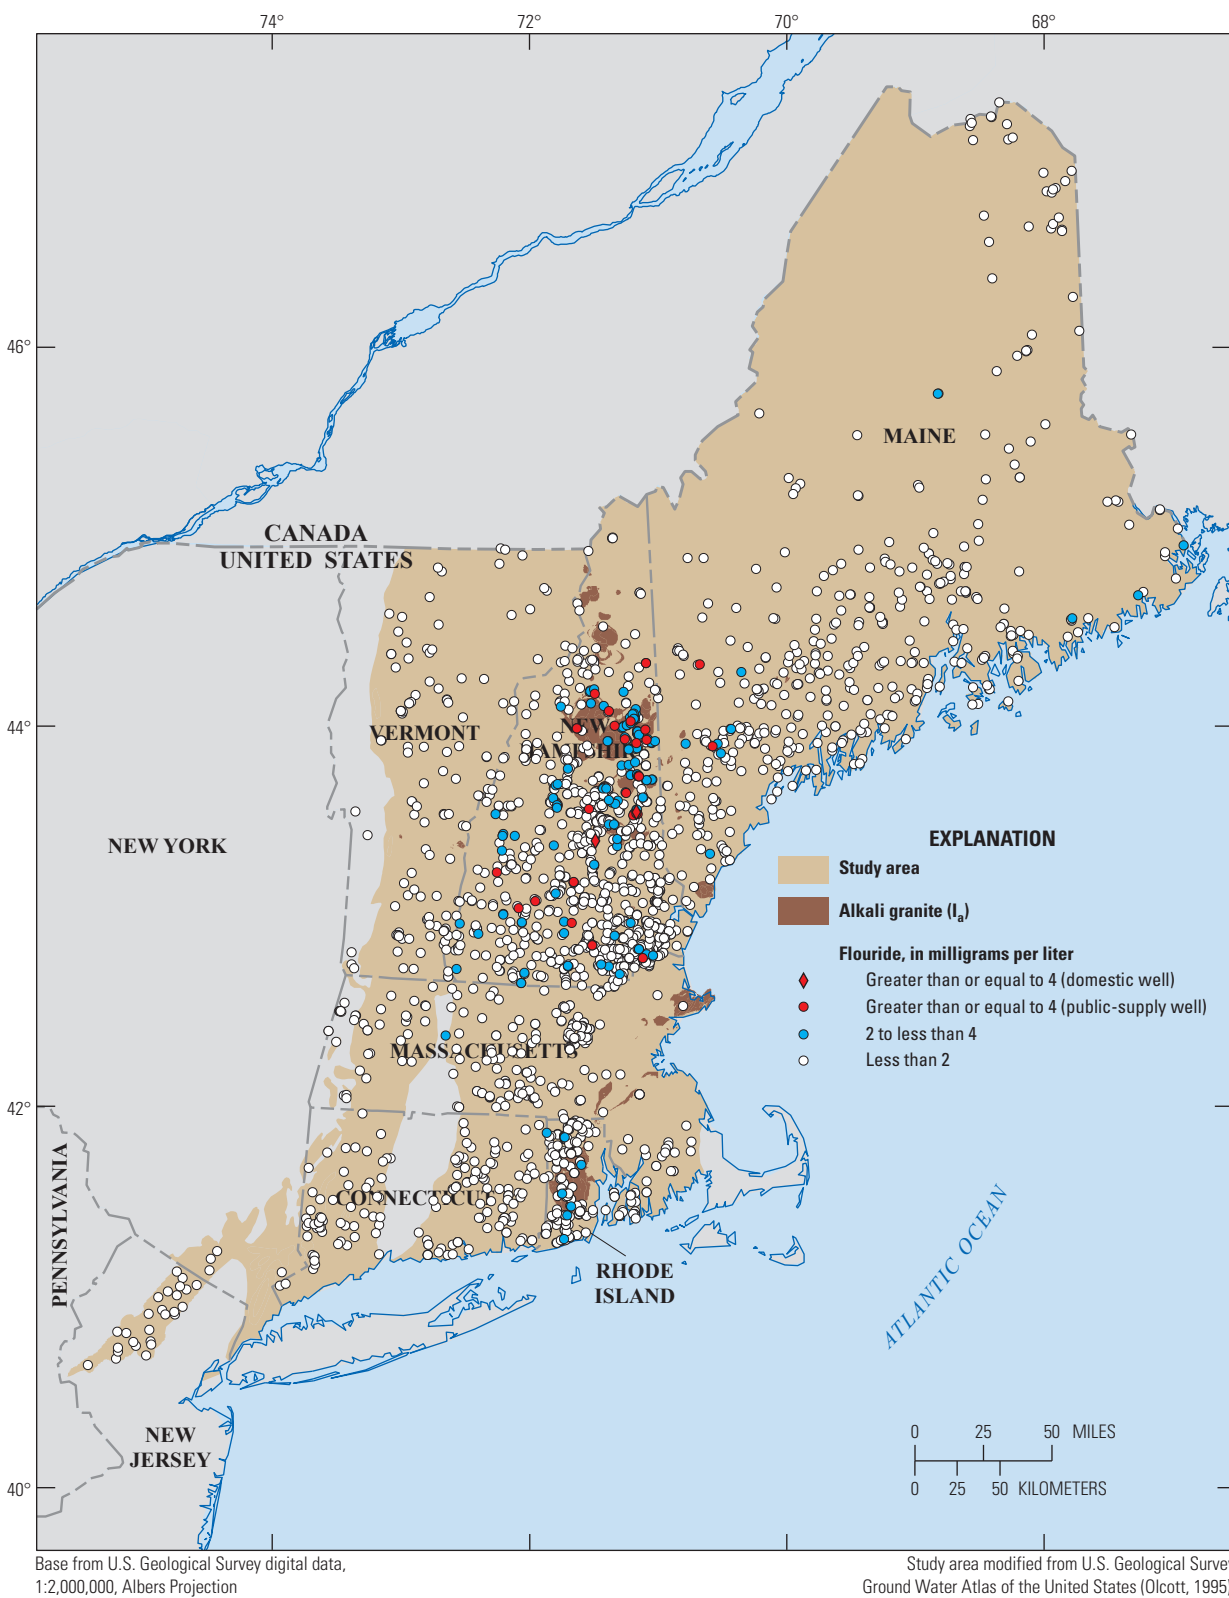 74°
72°
70°
68°
46°
MAINE
CANADA
UNITED STATES
44°
VERMONT
NEW
HAMPSHIRE
NEW YORK
EXPLANATION
Study area
Alkali granite (Ia)
Flouride, in milligrams per liter
Greater than or equal to 4 (domestic well)
Greater than or equal to 4 (public-supply well)
2 to less than 4
Less than 2
MASSACHUSETTS
42°
PENNSYLVANIA
CONNECTICUT
RHODE
ISLAND
ATLANTIC OCEAN
NEW
JERSEY
0 25 50 MILES
0 25 50 KILOMETERS
40°
Base from U.S. Geological Survey digital data,
1:2,000,000, Albers Projection
Study area modified from U.S. Geological Survey
Ground Water Atlas of the United States (Olcott, 1995)